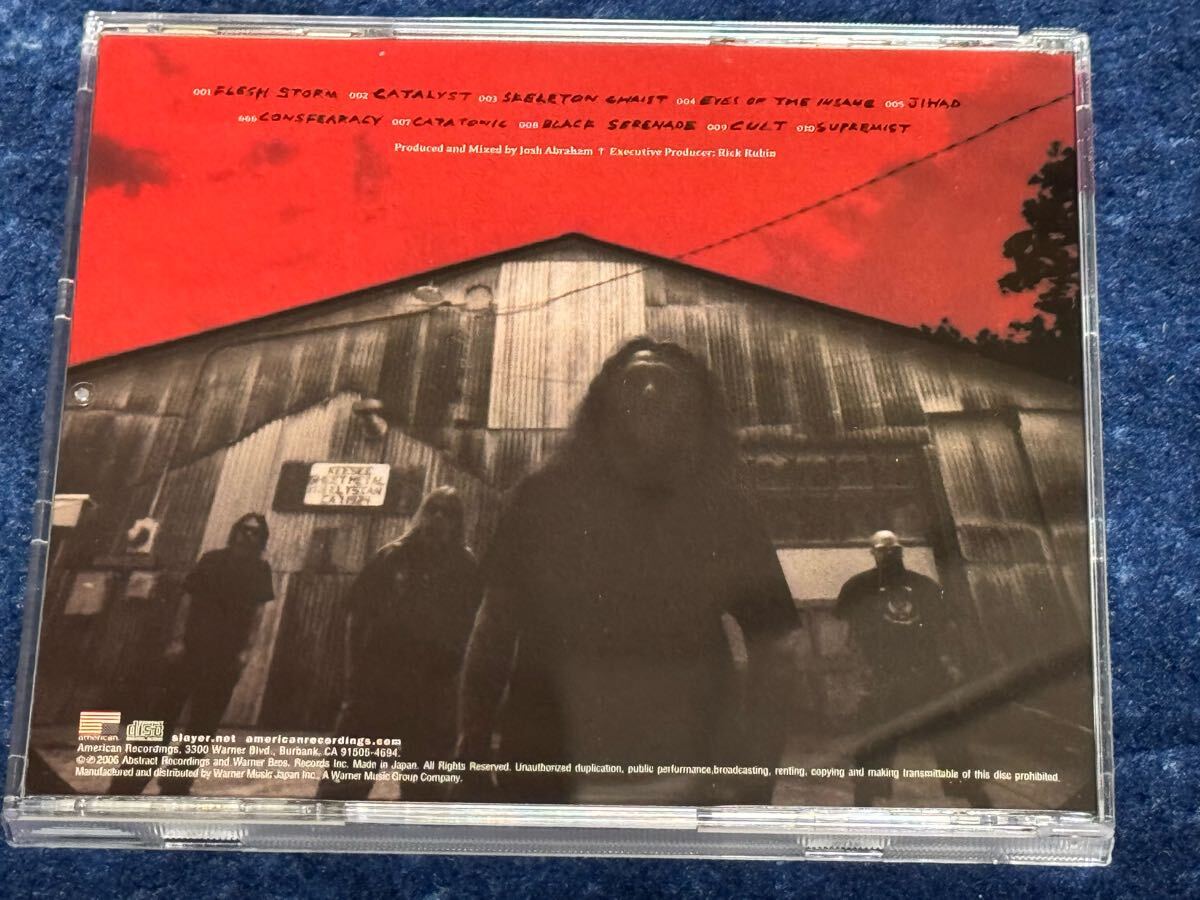 001 FLESH STORM 002 CATALYST 003 SKELETON CHRIST 004 EYES OF THE INSANE 005 JIHAD
006 CONSFEARACY 007 CATATONIC 008 BLACK SERENADE 009 CULT 010 SUPREMIST
Produced and Mixed by Josh Abraham † Executive Producer: Rick Rubin
SHEET METAL
ELYSIAN
american slayer.net americanrecordings.com
American Recordings, 3300 Warner Blvd., Burbank, CA 91505-4694.
©℗2006 Abstract Recordings and Warner Bros. Records Inc. Made in Japan. All Rights Reserved. Unauthorized duplication, public performance,broadcasting, renting, copying and making transmittable of this disc prohibited.
Manufactured and distributed by Warner Music Japan Inc., A Warner Music Group Company.